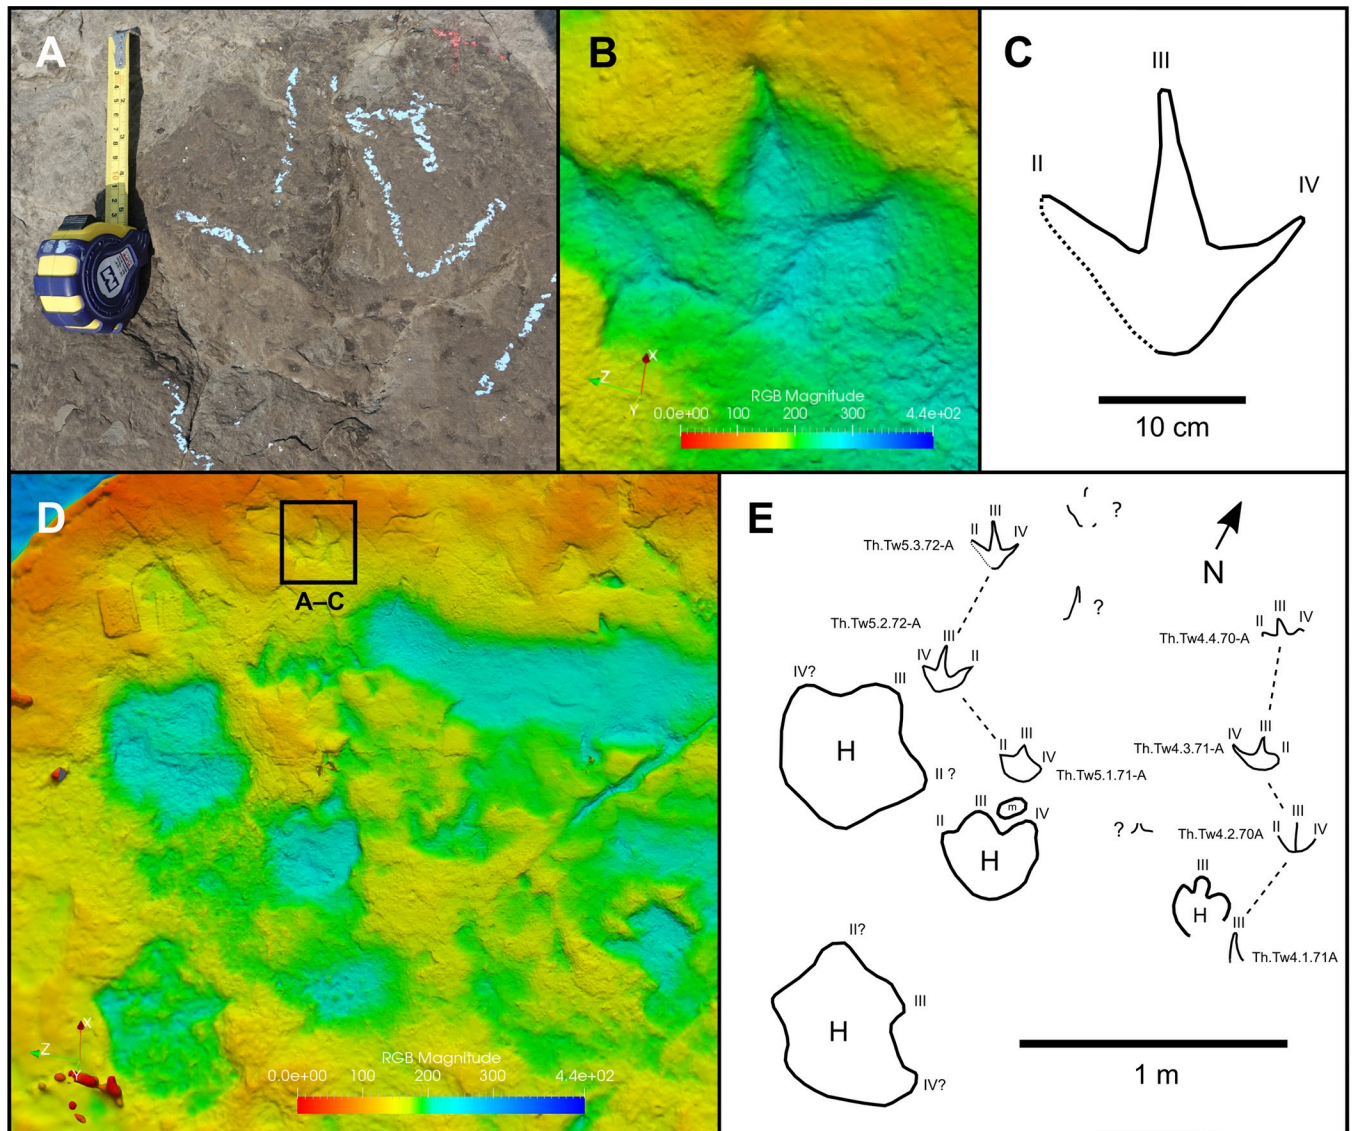 A
B
RGB Magnitude
0.0e+00 100 200 300 4.4e+02
X
Z
Y
C
III
II
IV
10 cm
D
A–C
X
Z
Y
RGB Magnitude
0.0e+00 100 200 300 4.4e+02
E
N
?
III
II
IV
Th.Tw5.3.72-A
?
Th.Tw5.2.72-A
III
IV
II
III
II
IV
Th.Tw4.4.70-A
IV?
III
H
II ?
III
II
IV
Th.Tw5.1.71-A
III
IV
II
Th.Tw4.3.71-A
m
III
II
IV
H
?
Th.Tw4.2.70A
III
II
IV
III
H
III
Th.Tw4.1.71A
II?
III
H
IV?
1 m